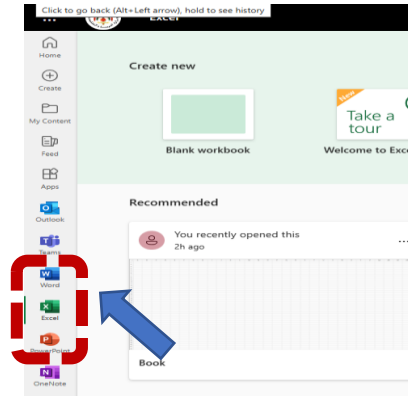 Click to go back (Alt+Left arrow), hold to see history
Excel
Home
Create
My Content
Feed
Apps
Outlook
Teams
Word
Excel
PowerPoint
OneNote
Create new
New
Take a
tour
Blank workbook
Welcome to Exc
Recommended
You recently opened this
2h ago
Book